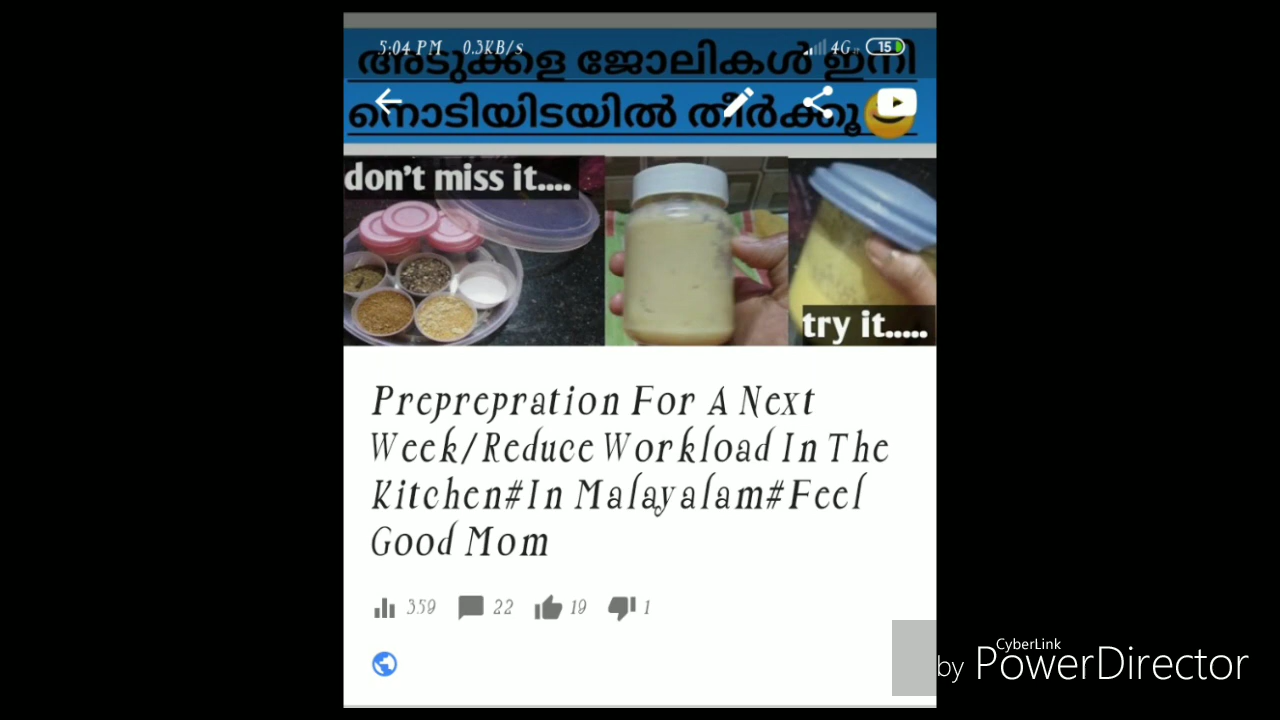 5:04 PM 0.3KB/s 4G 15
അടുക്കള ജോലികൾ ഇനി
നൊടിയിടയിൽ തീർക്കൂ
don't miss it....
try it.....
Preprepration For A Next
Week/Reduce Workload In The
Kitchen#In Malayalam#Feel
Good Mom
359 22 19 1
CyberLink
by PowerDirector